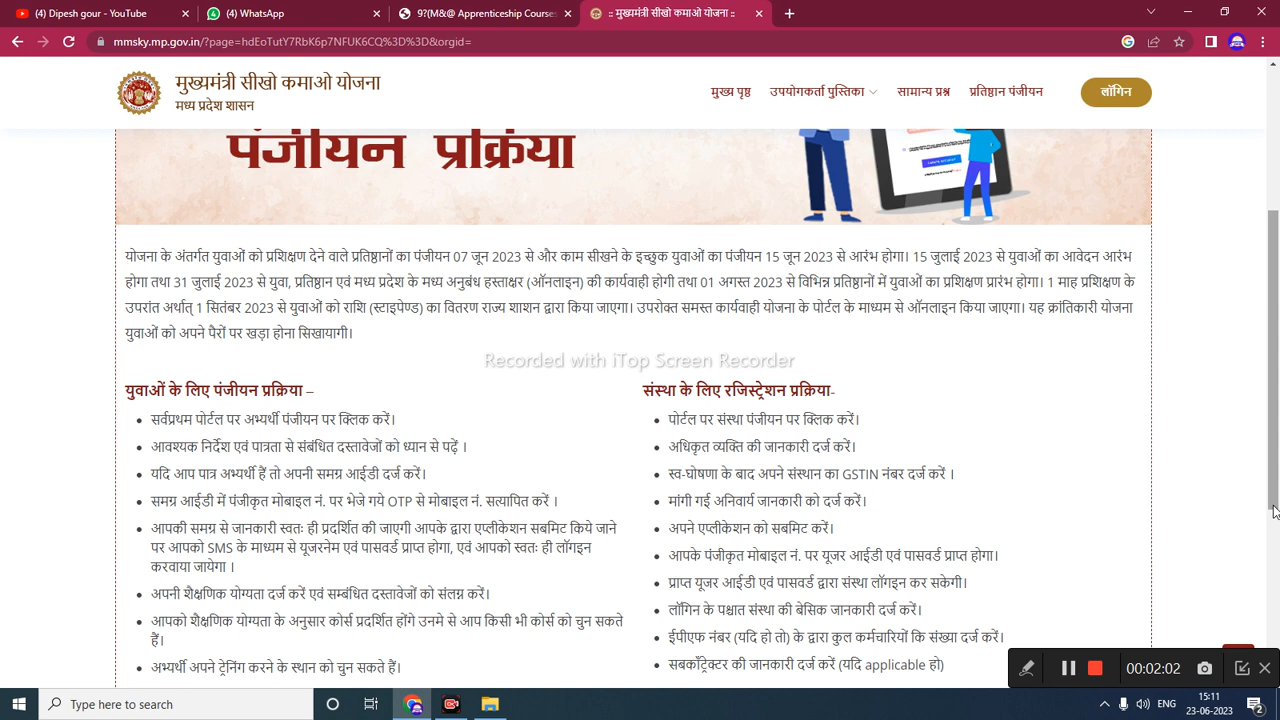 (4) Dipesh gour - YouTube
(4) WhatsApp
9?(M&@ Apprenticeship Courses
:: मुख्यमंत्री सीखो कमाओ योजना ::
mmsky.mp.gov.in/?page=hdEoTutY7RbK6p7NFUK6CQ%3D%3D&orgid=
मुख्यमंत्री सीखो कमाओ योजना
मध्य प्रदेश शासन
मुख्य पृष्ठ
उपयोगकर्ता पुस्तिका
सामान्य प्रश्न
प्रतिष्ठान पंजीयन
लॉगिन
पंजीयन प्रक्रिया
योजना के अंतर्गत युवाओं को प्रशिक्षण देने वाले प्रतिष्ठानों का पंजीयन 07 जून 2023 से और काम सीखने के इच्छुक युवाओं का पंजीयन 15 जून 2023 से आरंभ होगा। 15 जुलाई 2023 से युवाओं का आवेदन आरंभ
होगा तथा 31 जुलाई 2023 से युवा, प्रतिष्ठान एवं मध्य प्रदेश के मध्य अनुबंध हस्ताक्षर (ऑनलाइन) की कार्यवाही होगी तथा 01 अगस्त 2023 से विभिन्न प्रतिष्ठानों में युवाओं का प्रशिक्षण प्रारंभ होगा। 1 माह प्रशिक्षण के
उपरांत अर्थात् 1 सितंबर 2023 से युवाओं को राशि (स्टाइपेण्ड) का वितरण राज्य शाशन द्वारा किया जाएगा। उपरोक्त समस्त कार्यवाही योजना के पोर्टल के माध्यम से ऑनलाइन किया जाएगा। यह क्रांतिकारी योजना
युवाओं को अपने पैरों पर खड़ा होना सिखायागी।
Recorded with iTop Screen Recorder
युवाओं के लिए पंजीयन प्रक्रिया –
सर्वप्रथम पोर्टल पर अभ्यर्थी पंजीयन पर क्लिक करें।
आवश्यक निर्देश एवं पात्रता से संबंधित दस्तावेजों को ध्यान से पढ़ें ।
यदि आप पात्र अभ्यर्थी हैं तो अपनी समग्र आईडी दर्ज करें।
समग्र आईडी में पंजीकृत मोबाइल नं. पर भेजे गये OTP से मोबाइल नं. सत्यापित करें ।
आपकी समग्र से जानकारी स्वतः ही प्रदर्शित की जाएगी आपके द्वारा एप्लीकेशन सबमिट किये जाने
पर आपको SMS के माध्यम से यूजरनेम एवं पासवर्ड प्राप्त होगा, एवं आपको स्वतः ही लॉगइन
करवाया जायेगा ।
अपनी शैक्षणिक योग्यता दर्ज करें एवं सम्बंधित दस्तावेजों को संलग्न करें।
आपको शैक्षणिक योग्यता के अनुसार कोर्स प्रदर्शित होंगे उनमे से आप किसी भी कोर्स को चुन सकते
हैं।
अभ्यर्थी अपने ट्रेनिंग करने के स्थान को चुन सकते हैं।
संस्था के लिए रजिस्ट्रेशन प्रक्रिया-
पोर्टल पर संस्था पंजीयन पर क्लिक करें।
अधिकृत व्यक्ति की जानकारी दर्ज करें।
स्व-घोषणा के बाद अपने संस्थान का GSTIN नंबर दर्ज करें ।
मांगी गई अनिवार्य जानकारी को दर्ज करें।
अपने एप्लीकेशन को सबमिट करें।
आपके पंजीकृत मोबाइल नं. पर यूजर आईडी एवं पासवर्ड प्राप्त होगा।
प्राप्त यूजर आईडी एवं पासवर्ड द्वारा संस्था लॉगइन कर सकेगी।
लॉगिन के पश्चात संस्था की बेसिक जानकारी दर्ज करें।
ईपीएफ नंबर (यदि हो तो) के द्वारा कुल कर्मचारियों कि संख्या दर्ज करें।
सबकॉंट्रेक्टर की जानकारी दर्ज करें (यदि applicable हो)
00:02:02
Type here to search
ENG
15:11
23-06-2023
2